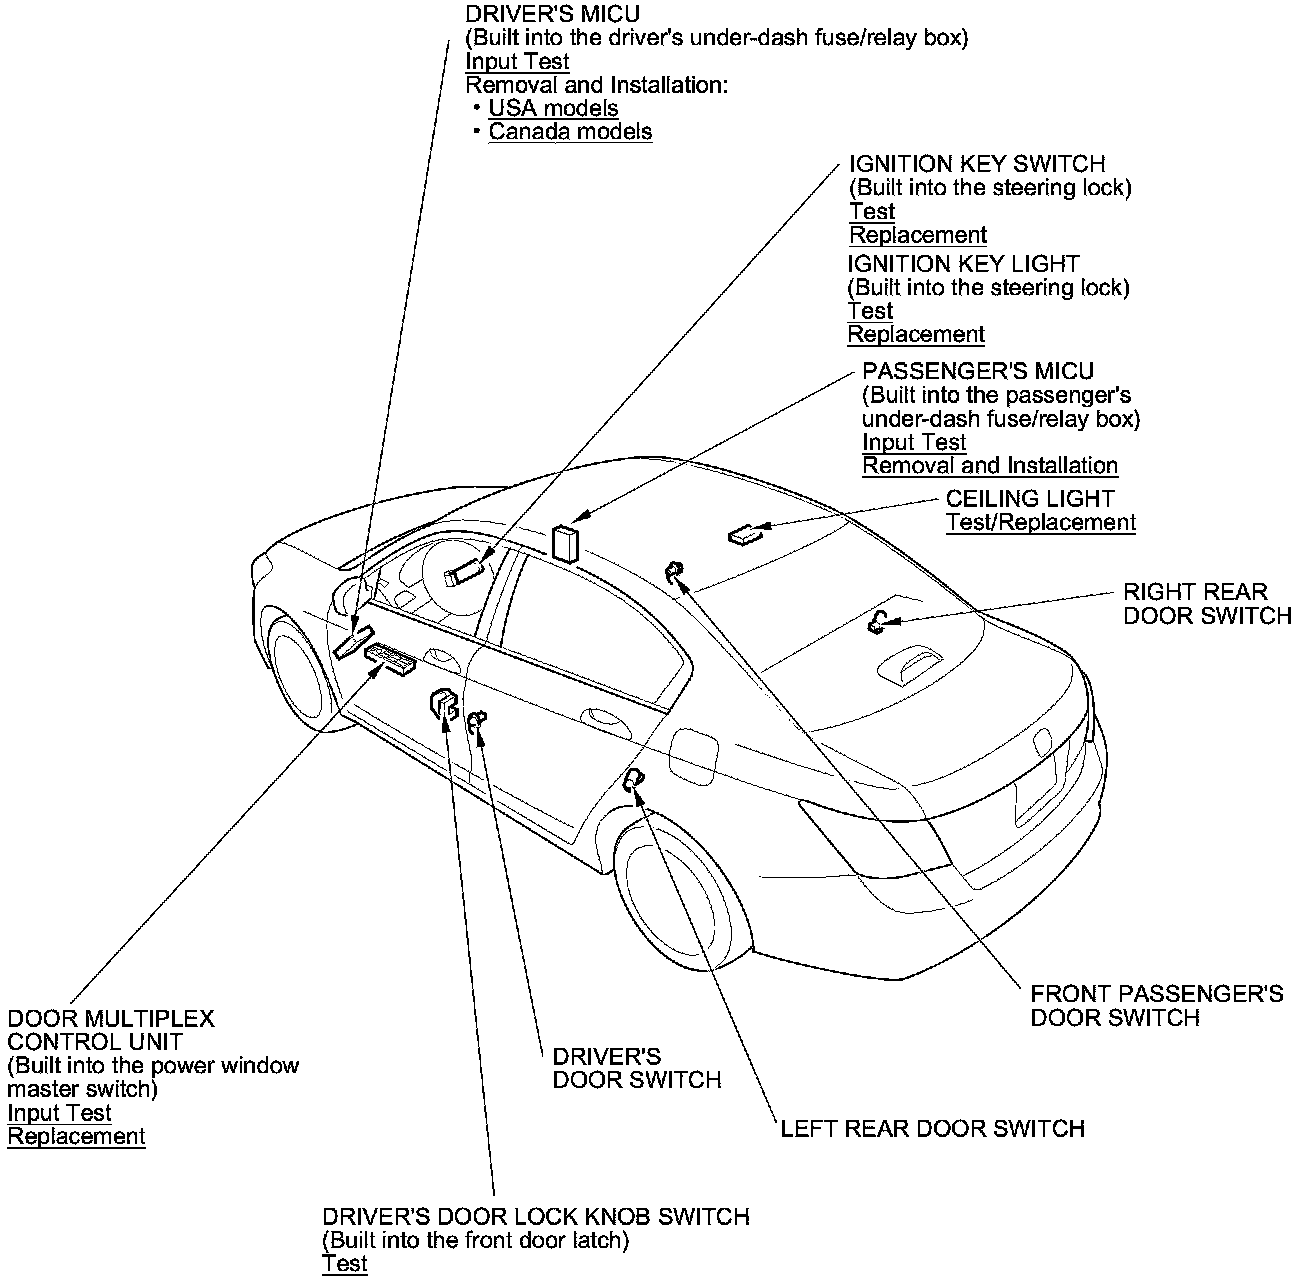 DRIVER'S MICU
(Built into the driver's under-dash fuse/relay box)
Input Test
Removal and Installation:
• USA models
• Canada models
IGNITION KEY SWITCH
(Built into the steering lock)
Test
Replacement
IGNITION KEY LIGHT
(Built into the steering lock)
Test
Replacement
PASSENGER'S MICU
(Built into the passenger's
under-dash fuse/relay box)
Input Test
Removal and Installation
CEILING LIGHT
Test/Replacement
RIGHT REAR
DOOR SWITCH
FRONT PASSENGER'S
DOOR SWITCH
DOOR MULTIPLEX
CONTROL UNIT
(Built into the power window
master switch)
Input Test
Replacement
DRIVER'S
DOOR SWITCH
LEFT REAR DOOR SWITCH
DRIVER'S DOOR LOCK KNOB SWITCH
(Built into the front door latch)
Test